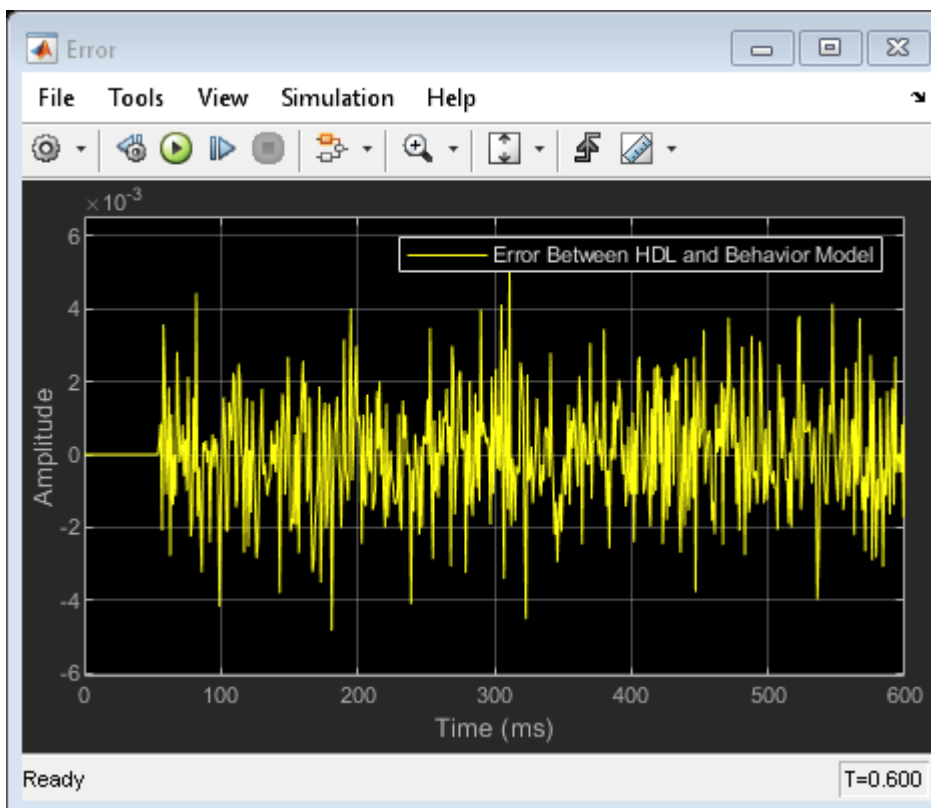 Error
File Tools View Simulation Help
×10⁻³
Error Between HDL and Behavior Model
6
4
2
0
-2
-4
-6
Amplitude
0 100 200 300 400 500 600
Time (ms)
Ready T=0.600